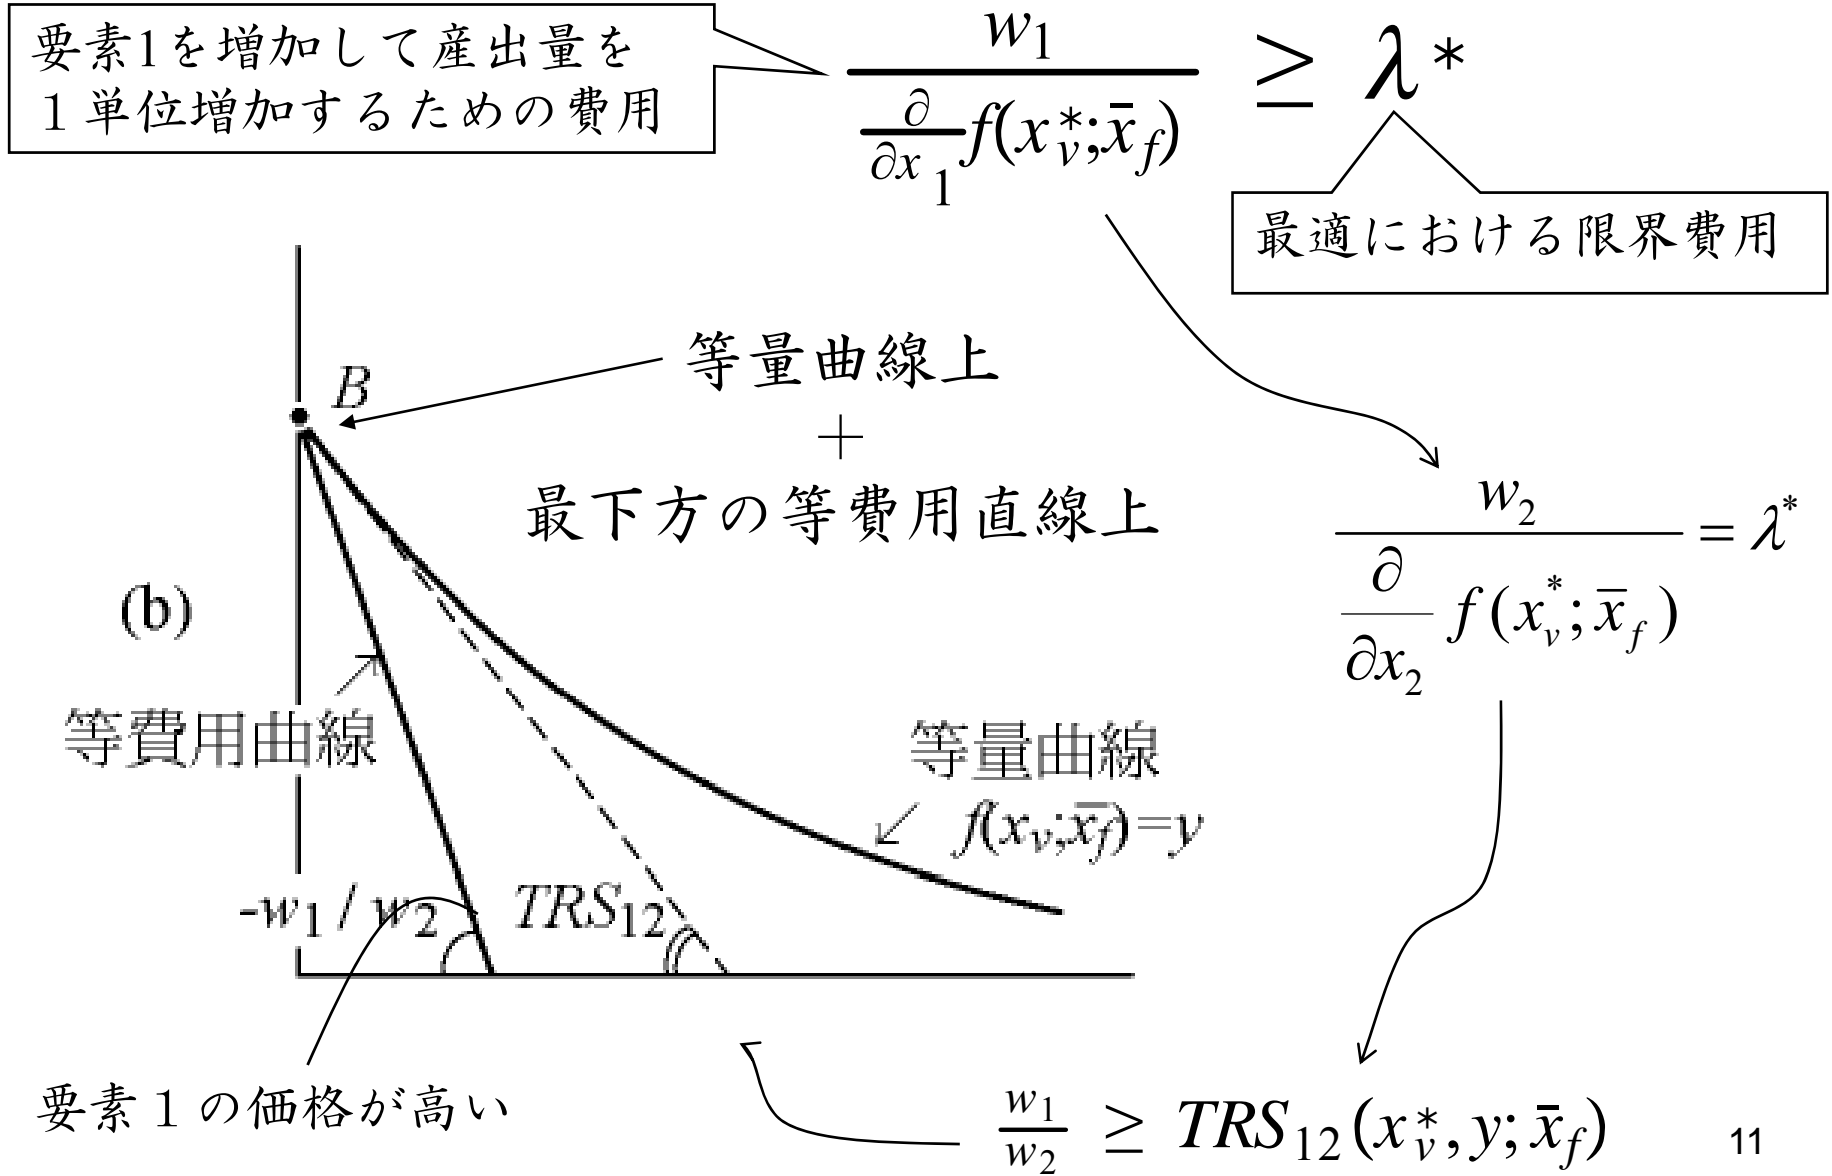 要素1を増加して産出量を
１単位増加するための費用
w₁
∂/∂x₁ f(x*ᵥ;x̄_f)
≥ λ*
最適における限界費用
B
等量曲線上
＋
最下方の等費用直線上
w₂
∂/∂x₂ f(x*ᵥ;x̄_f)
= λ*
(b)
等費用曲線
等量曲線
f(xᵥ;x̄_f)=y
-w₁ / w₂
TRS₁₂
要素１の価格が高い
w₁/w₂ ≥ TRS₁₂(x*ᵥ,y;x̄_f)
11